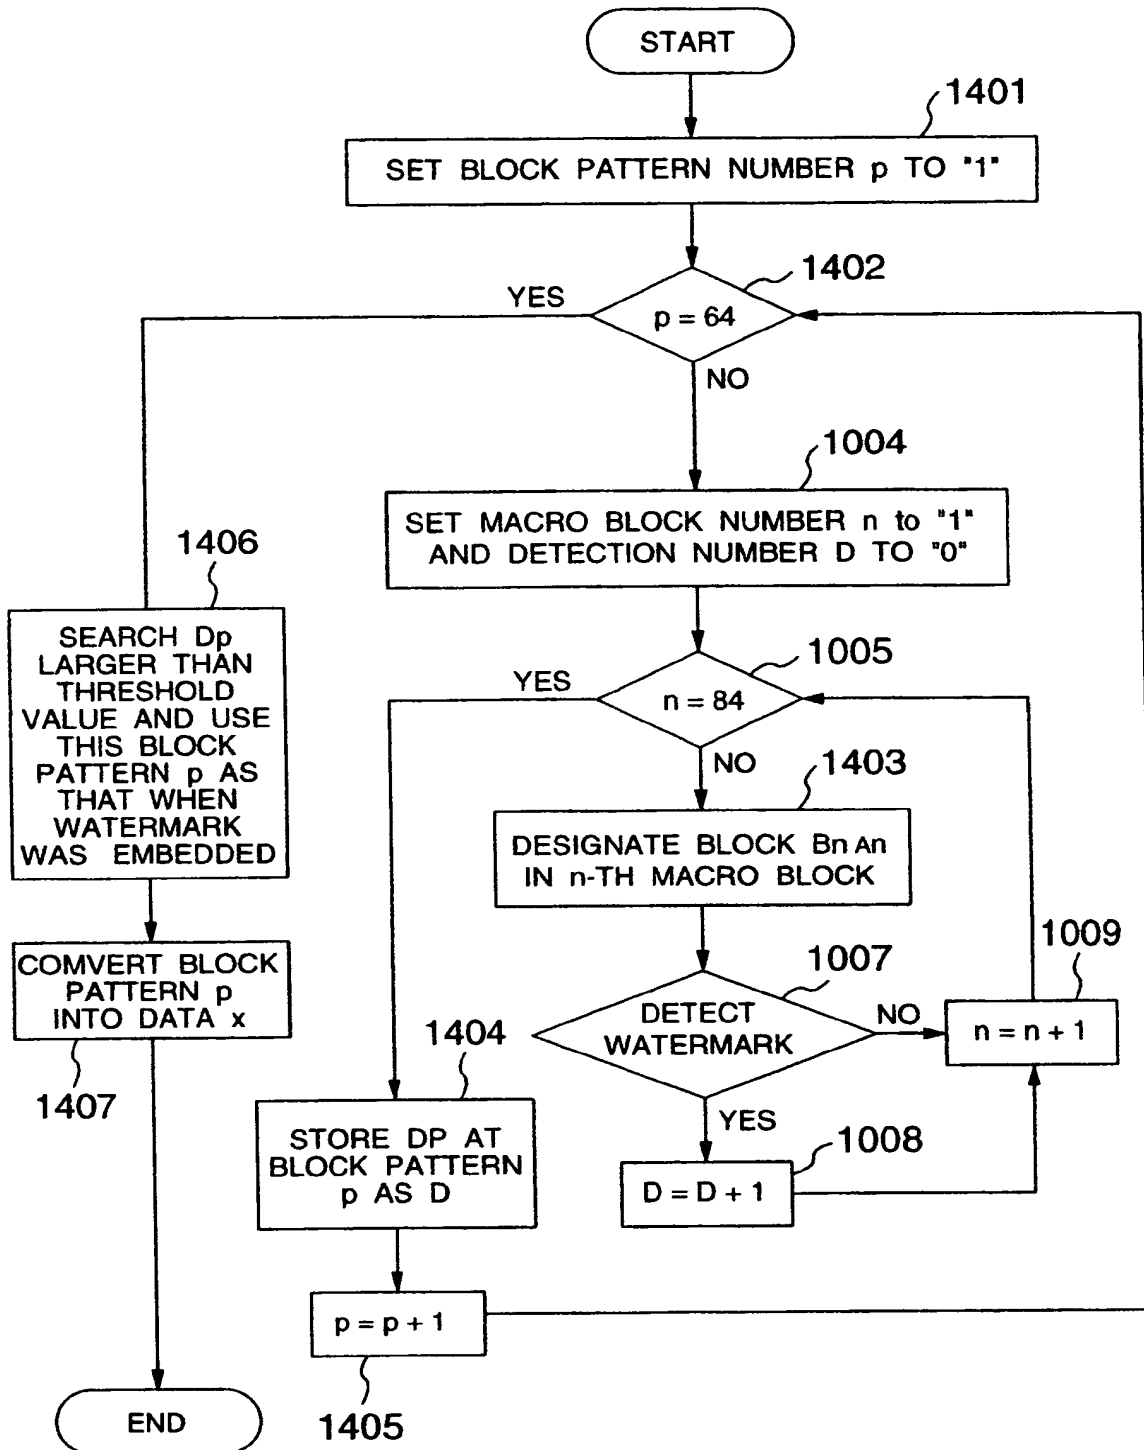 START
1401
SET BLOCK PATTERN NUMBER p TO "1"
1402
YES
p = 64
NO
1004
SET MACRO BLOCK NUMBER n to "1"
AND DETECTION NUMBER D TO "0"
1406
SEARCH Dp
LARGER THAN
THRESHOLD
VALUE AND USE
THIS BLOCK
PATTERN p AS
THAT WHEN
WATERMARK
WAS EMBEDDED
1005
YES
n = 84
NO
1403
DESIGNATE BLOCK Bn An
IN n-TH MACRO BLOCK
1009
COMVERT BLOCK
PATTERN p
INTO DATA x
1407
1007
DETECT
WATERMARK
NO
n = n + 1
1404
YES
STORE DP AT
BLOCK PATTERN
p AS D
1008
D = D + 1
p = p + 1
1405
END